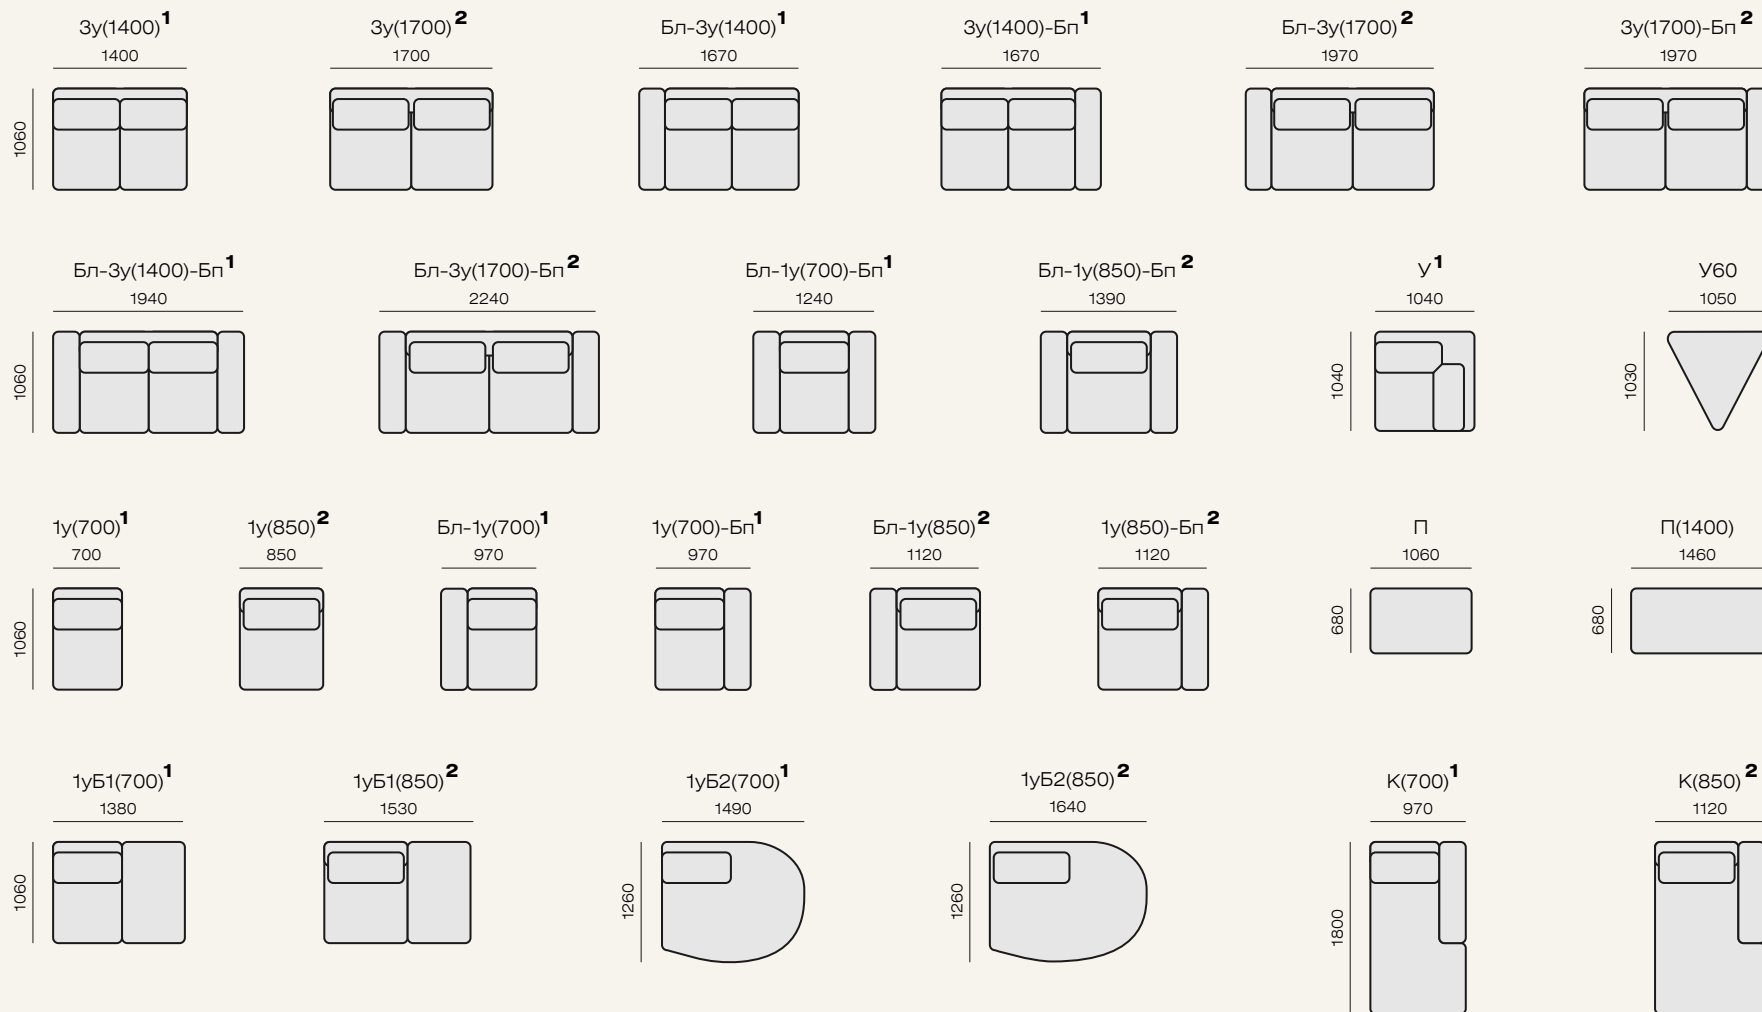 3у(1400)1 3у(1700)2 Бл-3у(1400)1 3у(1400)-Бп1 Бл-3у(1700)2 3у(1700)-Бп2
1400 1700 1670 1670 1970 1970
1060
Бл-3у(1400)-Бп1 Бл-3у(1700)-Бп2 Бл-1у(700)-Бп1 Бл-1у(850)-Бп2 У1 У60
1940 2240 1240 1390 1040 1050
1060 1040 1030
1у(700)1 1у(850)2 Бл-1у(700)1 1у(700)-Бп1 Бл-1у(850)2 1у(850)-Бп2 П П(1400)
700 850 970 970 1120 1120 1060 1460
1060 680 680
1уБ1(700)1 1уБ1(850)2 1уБ2(700)1 1уБ2(850)2 К(700)1 К(850)2
1380 1530 1490 1640 970 1120
1060 1260 1260 1800